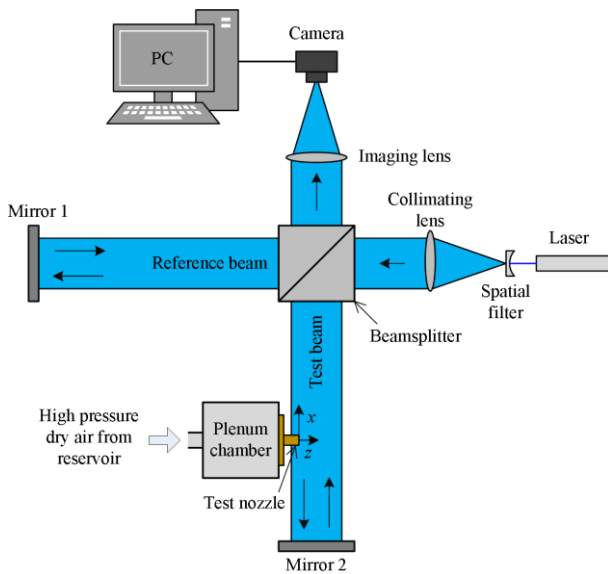 Camera
PC
Imaging lens
Collimating
lens
Mirror 1
Laser
Reference beam
Spatial
filter
Beamsplitter
Test beam
High pressure
dry air from
reservoir
Plenum
chamber
x
z
Test nozzle
Mirror 2